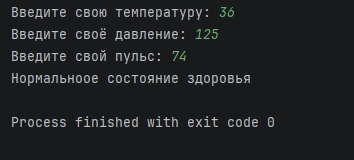 Введите свою температуру: 36
Введите своё давление: 125
Введите свой пульс: 74
Нормальноое состояние здоровья
Process finished with exit code 0